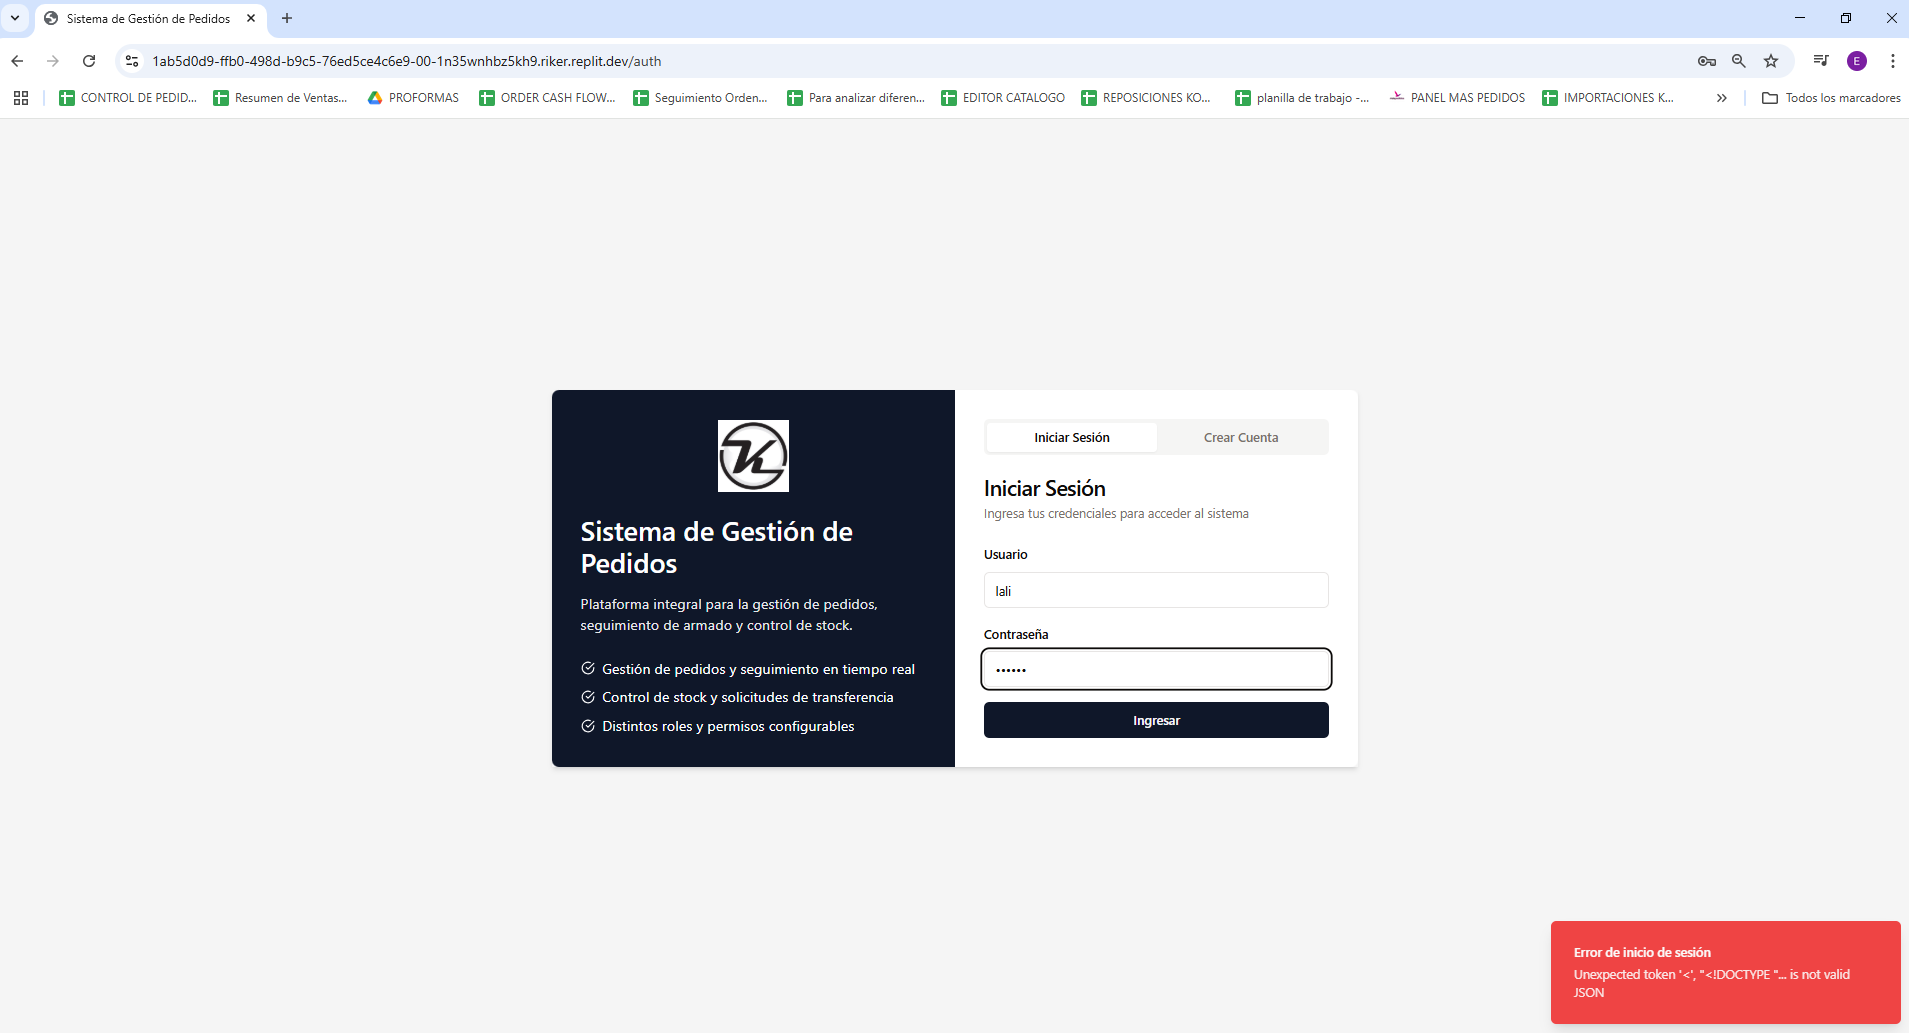 Sistema de Gestión de Pedidos
1ab5d0d9-ffb0-498d-b9c5-76ed5ce4c6e9-00-1n35wnhbz5kh9.riker.replit.dev/auth
E
CONTROL DE PEDID...
Resumen de Ventas...
PROFORMAS
ORDER CASH FLOW...
Seguimiento Orden...
Para analizar diferen...
EDITOR CATALOGO
REPOSICIONES KO...
planilla de trabajo -...
PANEL MAS PEDIDOS
IMPORTACIONES K...
Todos los marcadores
K
Sistema de Gestión de
Pedidos
Plataforma integral para la gestión de pedidos,
seguimiento de armado y control de stock.
Gestión de pedidos y seguimiento en tiempo real
Control de stock y solicitudes de transferencia
Distintos roles y permisos configurables
Iniciar Sesión
Crear Cuenta
Iniciar Sesión
Ingresa tus credenciales para acceder al sistema
Usuario
lali
Contraseña
••••••
Ingresar
Error de inicio de sesión
Unexpected token '<', "<!DOCTYPE "... is not valid
JSON